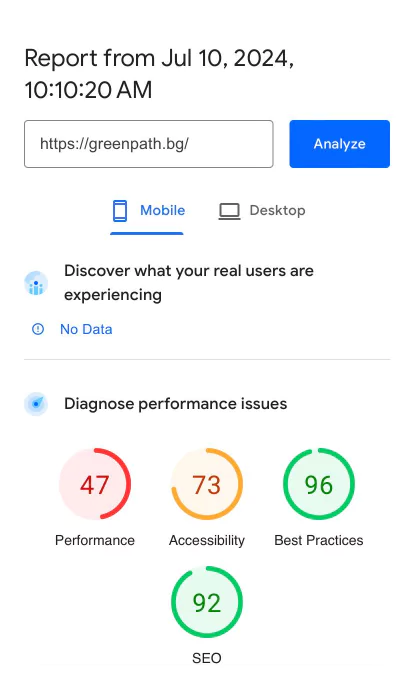 Report from Jul 10, 2024,
10:10:20 AM
https://greenpath.bg/
Analyze
Mobile
Desktop
Discover what your real users are
experiencing
No Data
Diagnose performance issues
47
73
96
Performance
Accessibility
Best Practices
92
SEO